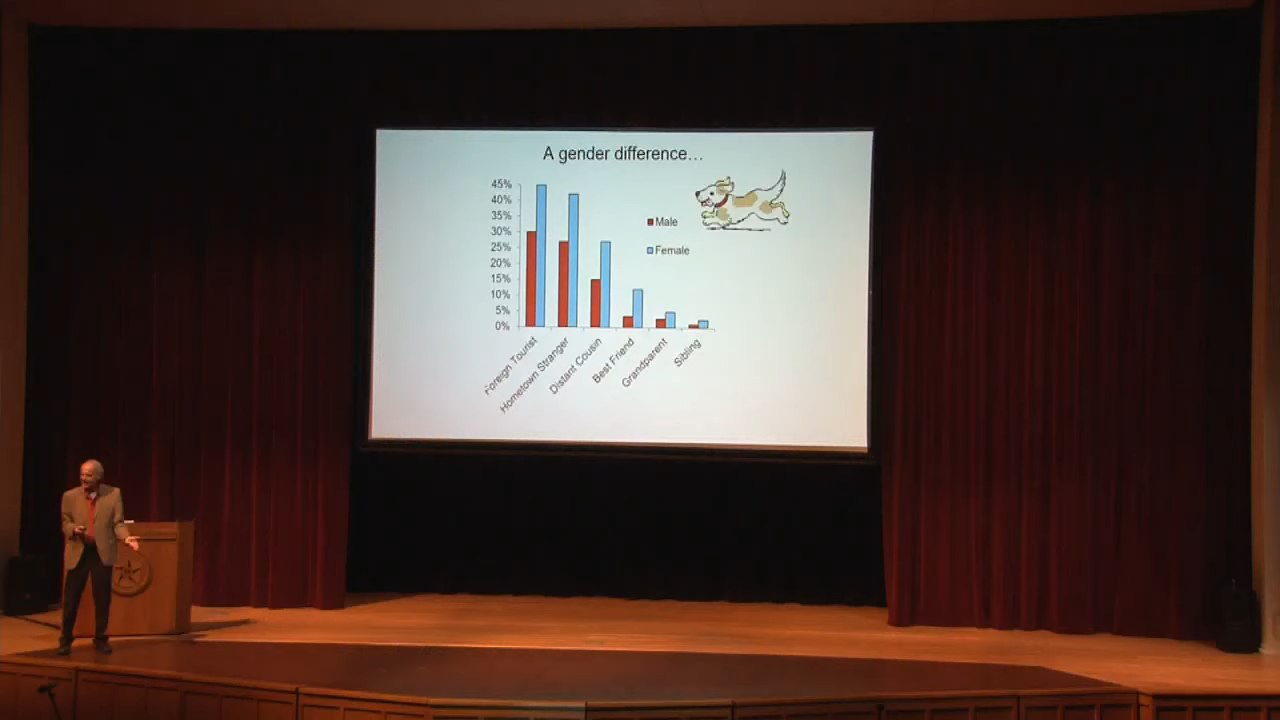 A gender difference…
45%
40%
35%
30%
25%
20%
15%
10%
5%
0%
Male
Female
Foreign Tourist
Hometown Stranger
Distant Cousin
Best Friend
Grandparent
Sibling